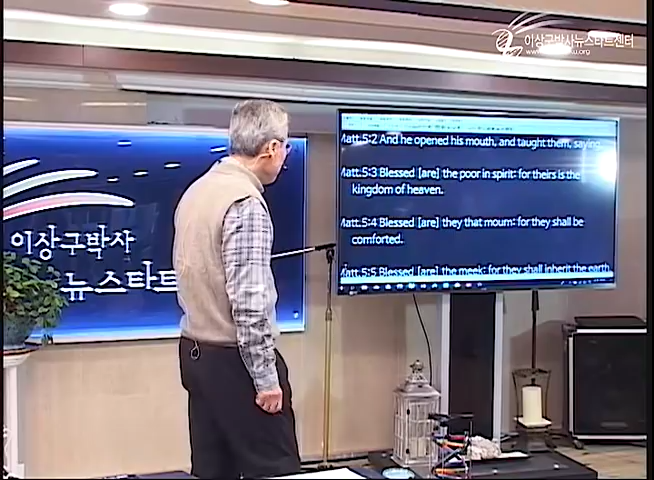 이상구박사뉴스타트센터
Matt.5:2 And he opened his mouth, and taught them, saying,
Matt.5:3 Blessed [are] the poor in spirit: for theirs is the
kingdom of heaven.
Matt.5:4 Blessed [are] they that mourn: for they shall be
comforted.
Matt.5:5 Blessed [are] the meek: for they shall inherit the earth.
이상구박사
뉴스타트